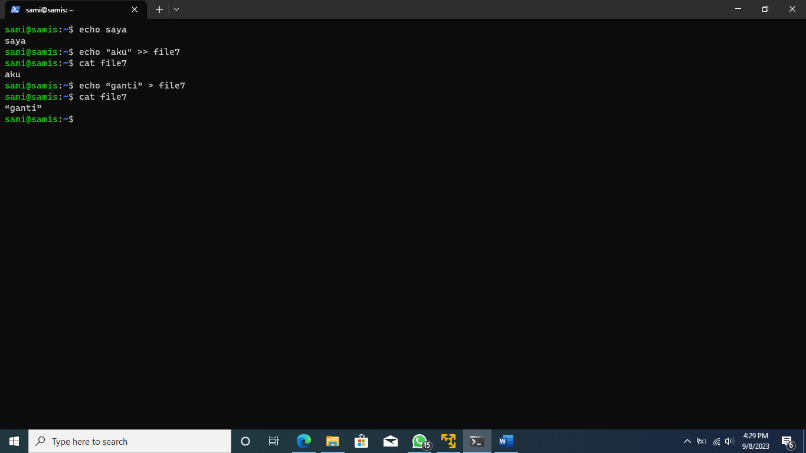 sami@samis: ~
sami@samis:~$ echo saya
saya
sami@samis:~$ echo "aku" >> file7
sami@samis:~$ cat file7
aku
sami@samis:~$ echo “ganti” > file7
sami@samis:~$ cat file7
“ganti”
sami@samis:~$
Type here to search
15
4:29 PM
9/8/2023
6